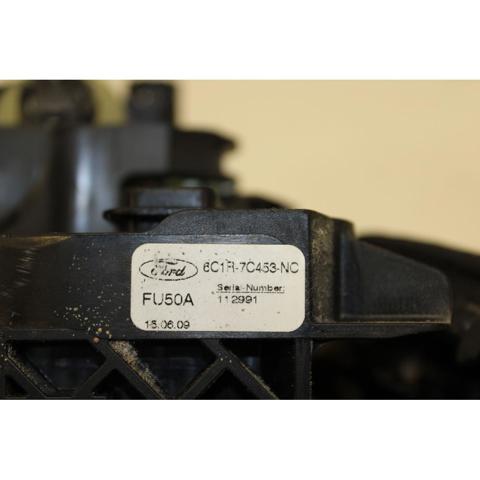 Ford 6C1R-7C453-NC
Serial-Number:
FU50A 112991
15.06.09